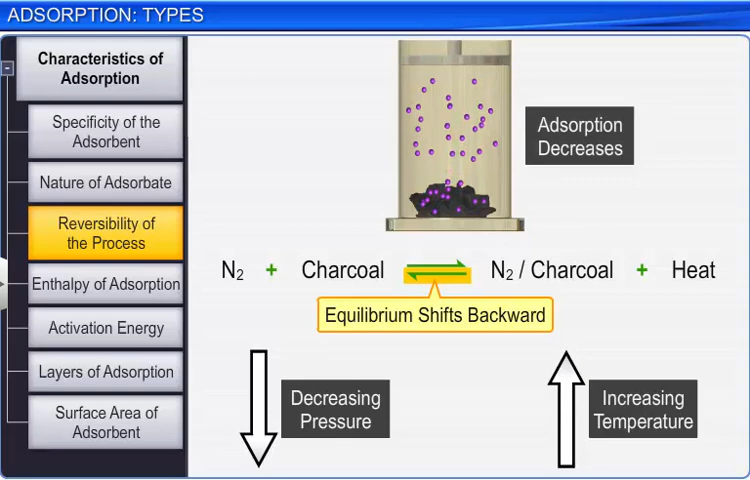 ADSORPTION: TYPES
Characteristics of
Adsorption
Specificity of the
Adsorbent
Nature of Adsorbate
Reversibility of
the Process
Enthalpy of Adsorption
Activation Energy
Layers of Adsorption
Surface Area of
Adsorbent
Adsorption
Decreases
N₂ + Charcoal ⇌ N₂ / Charcoal + Heat
Equilibrium Shifts Backward
Decreasing
Pressure
Increasing
Temperature